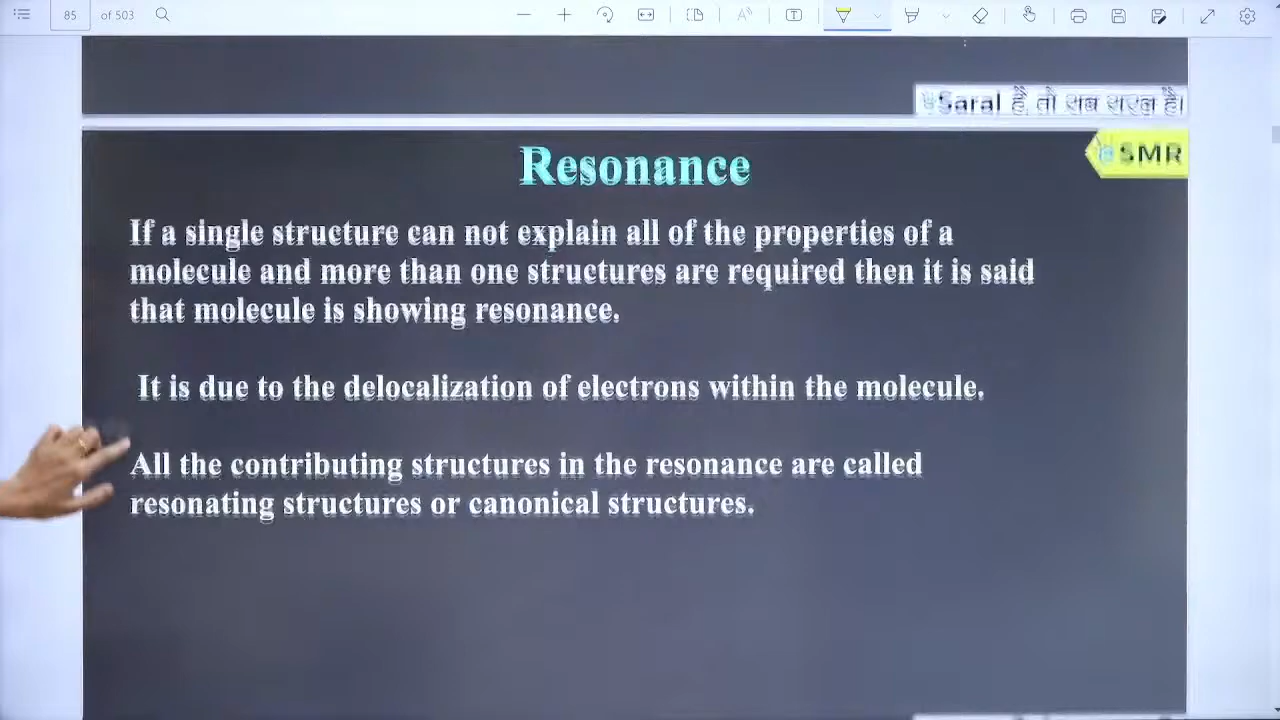 85 of 503
Saral है, तो सब सरल है।
Resonance
SMR
If a single structure can not explain all of the properties of a
molecule and more than one structures are required then it is said
that molecule is showing resonance.
It is due to the delocalization of electrons within the molecule.
All the contributing structures in the resonance are called
resonating structures or canonical structures.